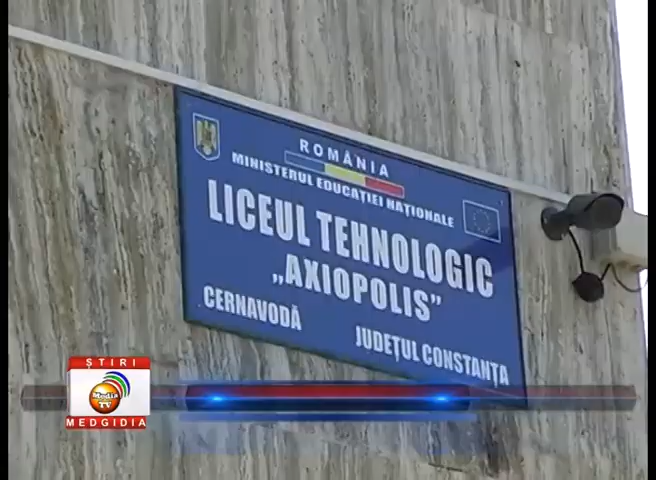 ROMÂNIA
MINISTERUL EDUCAȚIEI NAȚIONALE
LICEUL TEHNOLOGIC
„AXIOPOLIS”
CERNAVODĂ
JUDEȚUL CONSTANȚA
ȘTIRI
Media TV
MEDGIDIA